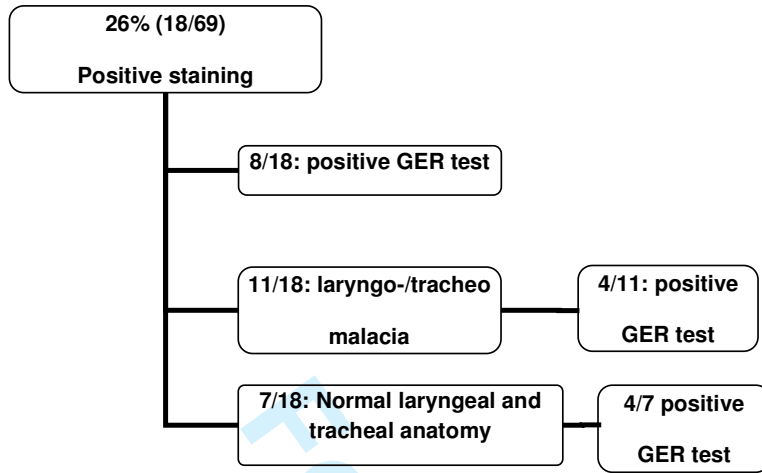 26% (18/69)
Positive staining
8/18: positive GER test
11/18: laryngo-/tracheo
malacia
4/11: positive
GER test
7/18: Normal laryngeal and
tracheal anatomy
4/7 positive
GER test